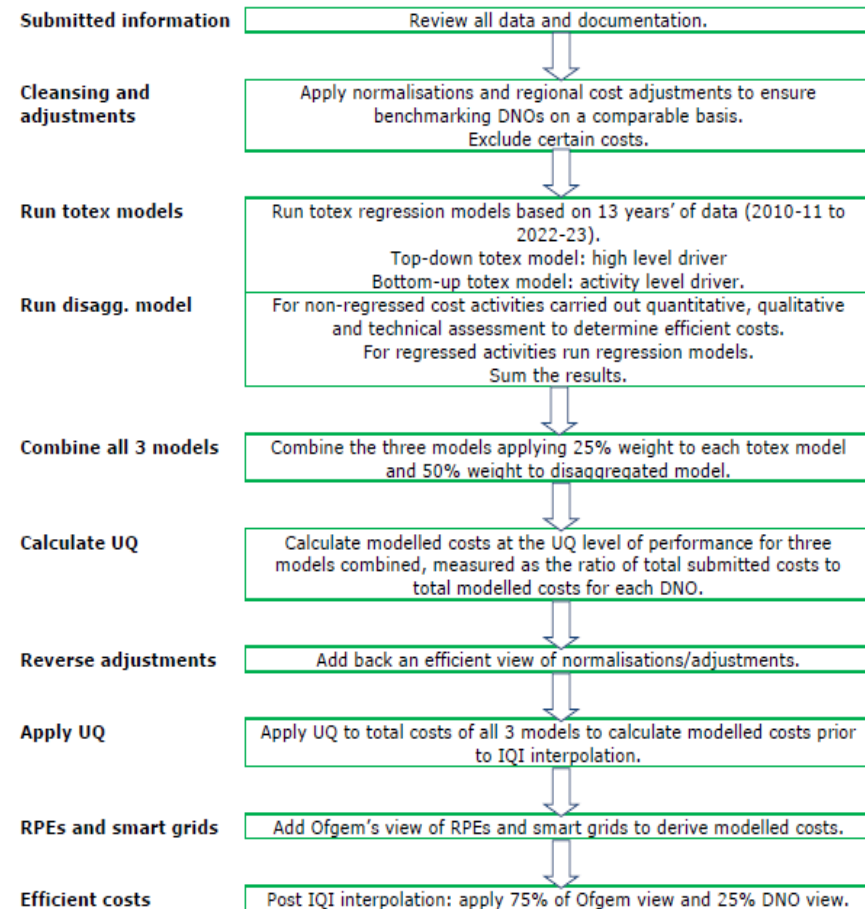 Submitted information
Review all data and documentation.
Cleansing and
adjustments
Apply normalisations and regional cost adjustments to ensure
benchmarking DNOs on a comparable basis.
Exclude certain costs.
Run totex models
Run totex regression models based on 13 years’ of data (2010-11 to
2022-23).
Top-down totex model: high level driver
Bottom-up totex model: activity level driver.
Run disagg. model
For non-regressed cost activities carried out quantitative, qualitative
and technical assessment to determine efficient costs.
For regressed activities run regression models.
Sum the results.
Combine all 3 models
Combine the three models applying 25% weight to each totex model
and 50% weight to disaggregated model.
Calculate UQ
Calculate modelled costs at the UQ level of performance for three
models combined, measured as the ratio of total submitted costs to
total modelled costs for each DNO.
Reverse adjustments
Add back an efficient view of normalisations/adjustments.
Apply UQ
Apply UQ to total costs of all 3 models to calculate modelled costs prior
to IQI interpolation.
RPEs and smart grids
Add Ofgem’s view of RPEs and smart grids to derive modelled costs.
Efficient costs
Post IQI interpolation: apply 75% of Ofgem view and 25% DNO view.